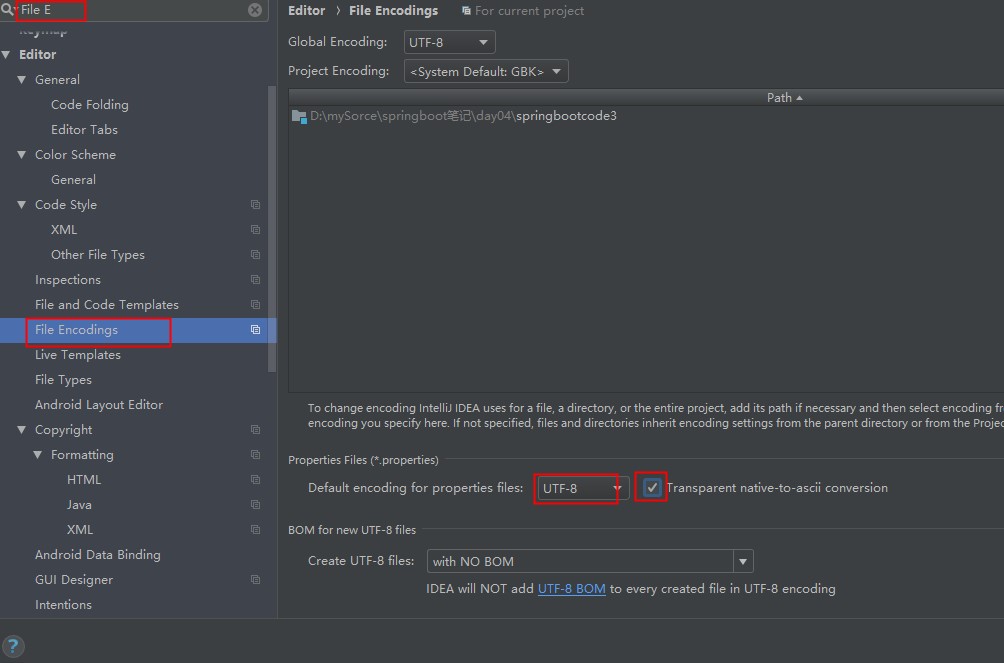 File E
Keymap
Editor
General
Code Folding
Editor Tabs
Color Scheme
General
Code Style
XML
Other File Types
Inspections
File and Code Templates
File Encodings
Live Templates
File Types
Android Layout Editor
Copyright
Formatting
HTML
Java
XML
Android Data Binding
GUI Designer
Intentions
?
Editor › File Encodings For current project
Global Encoding: UTF-8
Project Encoding: <System Default: GBK>
Path
D:\mySorce\springboot笔记\day04\springbootcode3
To change encoding IntelliJ IDEA uses for a file, a directory, or the entire project, add its path if necessary and then select encoding fr
encoding you specify here. If not specified, files and directories inherit encoding settings from the parent directory or from the Projec
Properties Files (*.properties)
Default encoding for properties files: UTF-8 Transparent native-to-ascii conversion
BOM for new UTF-8 files
Create UTF-8 files: with NO BOM
IDEA will NOT add UTF-8 BOM to every created file in UTF-8 encoding